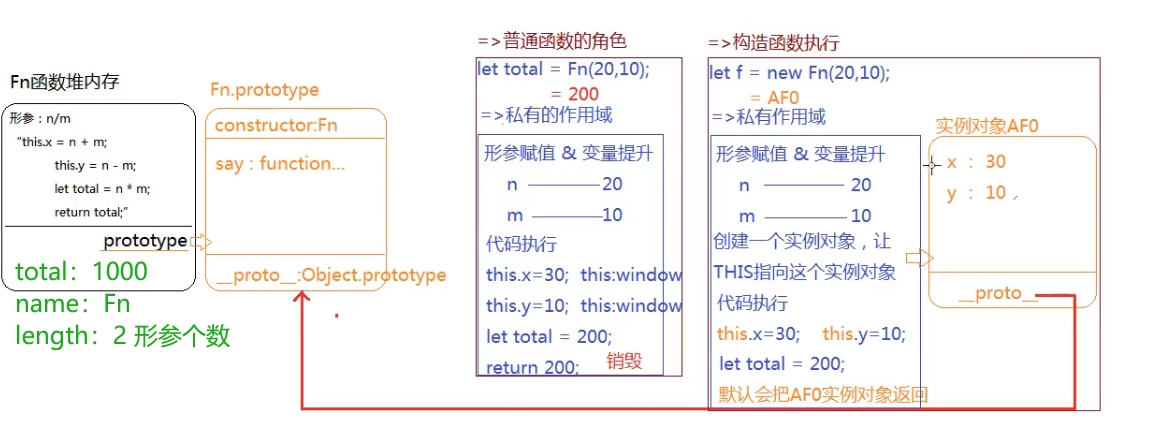 Fn函数堆内存
形参：n/m
“this.x = n + m;
this.y = n - m;
let total = n * m;
return total;”
prototype
total：1000
name：Fn
length：2 形参个数
Fn.prototype
constructor:Fn
say : function...
__proto__:Object.prototype
=>普通函数的角色
let total = Fn(20,10);
= 200
=>私有的作用域
形参赋值 & 变量提升
n 20
m 10
代码执行
this.x=30; this:window
this.y=10; this:window
let total = 200;
return 200; 销毁
=>构造函数执行
let f = new Fn(20,10);
= AF0
=>私有作用域
形参赋值 & 变量提升
n 20
m 10
创建一个实例对象，让
THIS指向这个实例对象
代码执行
this.x=30; this.y=10;
let total = 200;
默认会把AF0实例对象返回
实例对象AF0
x : 30
y : 10
__proto__